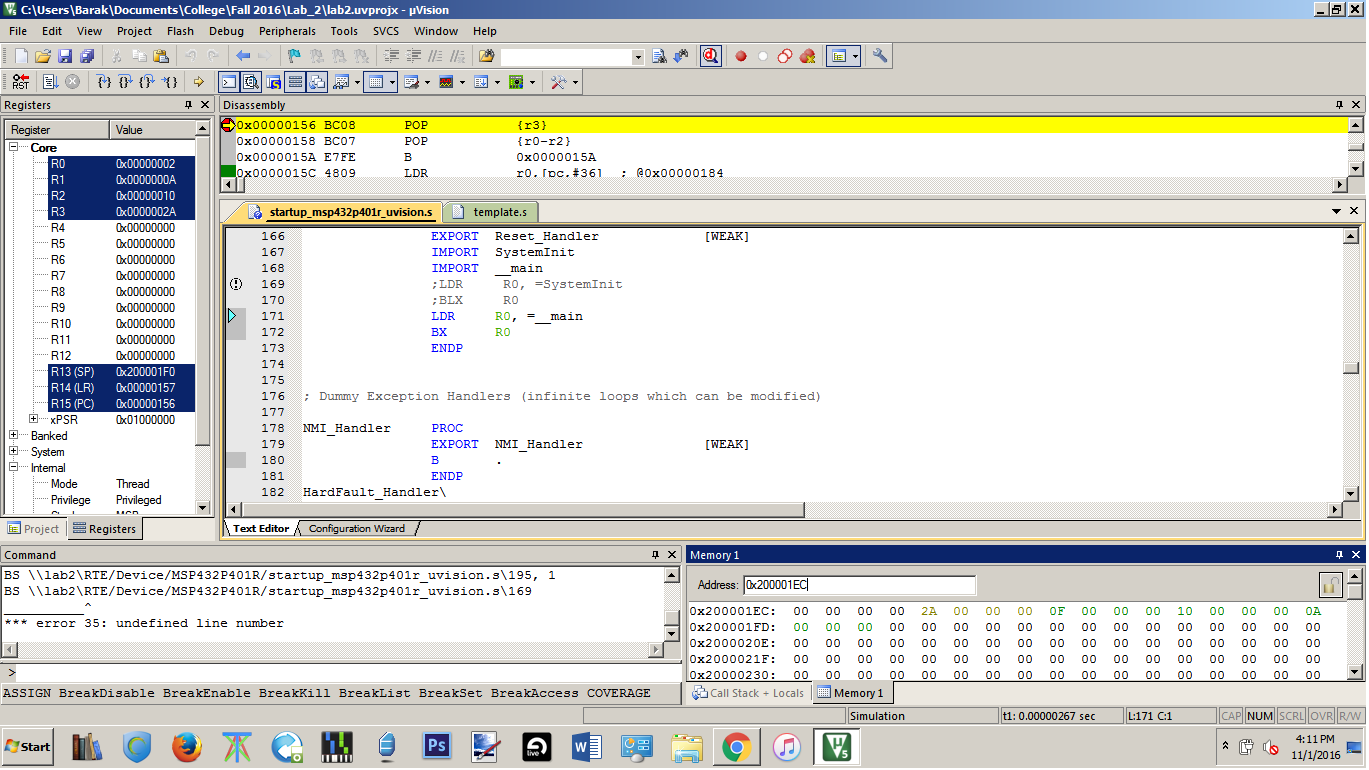 C:\Users\Barak\Documents\College\Fall 2016\Lab_2\lab2.uvprojx - µVision
File Edit View Project Flash Debug Peripherals Tools SVCS Window Help
RST
Registers
Register Value
Core
R0 0x00000002
R1 0x0000000A
R2 0x00000010
R3 0x0000002A
R4 0x00000000
R5 0x00000000
R6 0x00000000
R7 0x00000000
R8 0x00000000
R9 0x00000000
R10 0x00000000
R11 0x00000000
R12 0x00000000
R13 (SP) 0x200001F0
R14 (LR) 0x00000157
R15 (PC) 0x00000156
xPSR 0x01000000
Banked
System
Internal
Mode Thread
Privilege Privileged
Project Registers
Disassembly
0x00000156 BC08 POP {r3}
0x00000158 BC07 POP {r0-r2}
0x0000015A E7FE B 0x0000015A
0x0000015C 4809 LDR r0,[pc,#36] ; @0x00000184
startup_msp432p401r_uvision.s template.s
166 EXPORT Reset_Handler [WEAK]
167 IMPORT SystemInit
168 IMPORT __main
169 ;LDR R0, =SystemInit
170 ;BLX R0
171 LDR R0, =__main
172 BX R0
173 ENDP
174
175
176 ; Dummy Exception Handlers (infinite loops which can be modified)
177
178 NMI_Handler PROC
179 EXPORT NMI_Handler [WEAK]
180 B .
181 ENDP
182 HardFault_Handler\
Text Editor Configuration Wizard
Command
BS \\lab2\RTE/Device/MSP432P401R/startup_msp432p401r_uvision.s\195, 1
BS \\lab2\RTE/Device/MSP432P401R/startup_msp432p401r_uvision.s\169
__________^
*** error 35: undefined line number
>
ASSIGN BreakDisable BreakEnable BreakKill BreakList BreakSet BreakAccess COVERAGE
Memory 1
Address: 0x200001EC
0x200001EC: 00 00 00 00 2A 00 00 00 0F 00 00 00 10 00 00 00 0A
0x200001FD: 00 00 00 00 00 00 00 00 00 00 00 00 00 00 00 00 00
0x2000020E: 00 00 00 00 00 00 00 00 00 00 00 00 00 00 00 00 00
0x2000021F: 00 00 00 00 00 00 00 00 00 00 00 00 00 00 00 00 00
0x20000230: 00 00 00 00 00 00 00 00 00 00 00 00 00 00 00 00 00
Call Stack + Locals Memory 1
Simulation t1: 0.00000267 sec L:171 C:1 CAP NUM SCRL OVR R/W
Start
Ps
live
W
V5
4:11 PM
11/1/2016